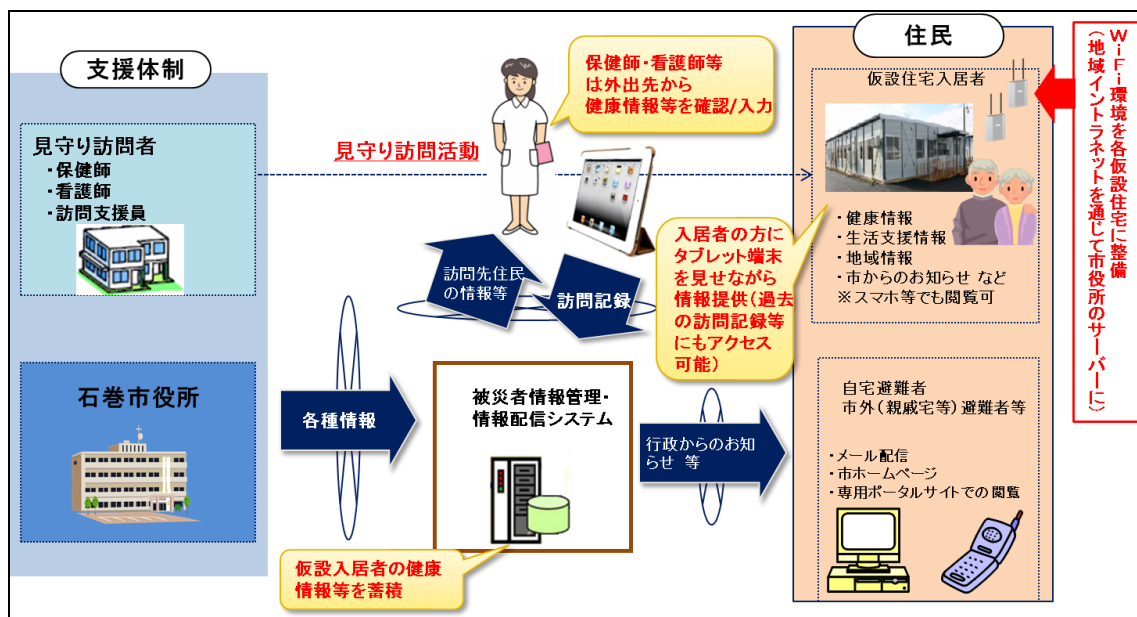 支援体制
見守り訪問者
・保健師
・看護師
・訪問支援員
石巻市役所
見守り訪問活動
保健師・看護師等
は外出先から
健康情報等を確認/入力
訪問先住民
の情報等
訪問記録
入居者の方に
タブレット端末
を見せながら
情報提供(過去
の訪問記録等
にもアクセス
可能)
各種情報
被災者情報管理・
情報配信システム
仮設入居者の健康
情報等を蓄積
行政からのお知
らせ 等
住民
仮設住宅入居者
・健康情報
・生活支援情報
・地域情報
・市からのお知らせ など
※スマホ等でも閲覧可
自宅避難者
市外(親戚宅等)避難者等
・メール配信
・市ホームページ
・専用ポータルサイトでの閲覧
WiFi環境を各仮設住宅に整備
(地域イントラネットを通じて市役所のサーバーに)